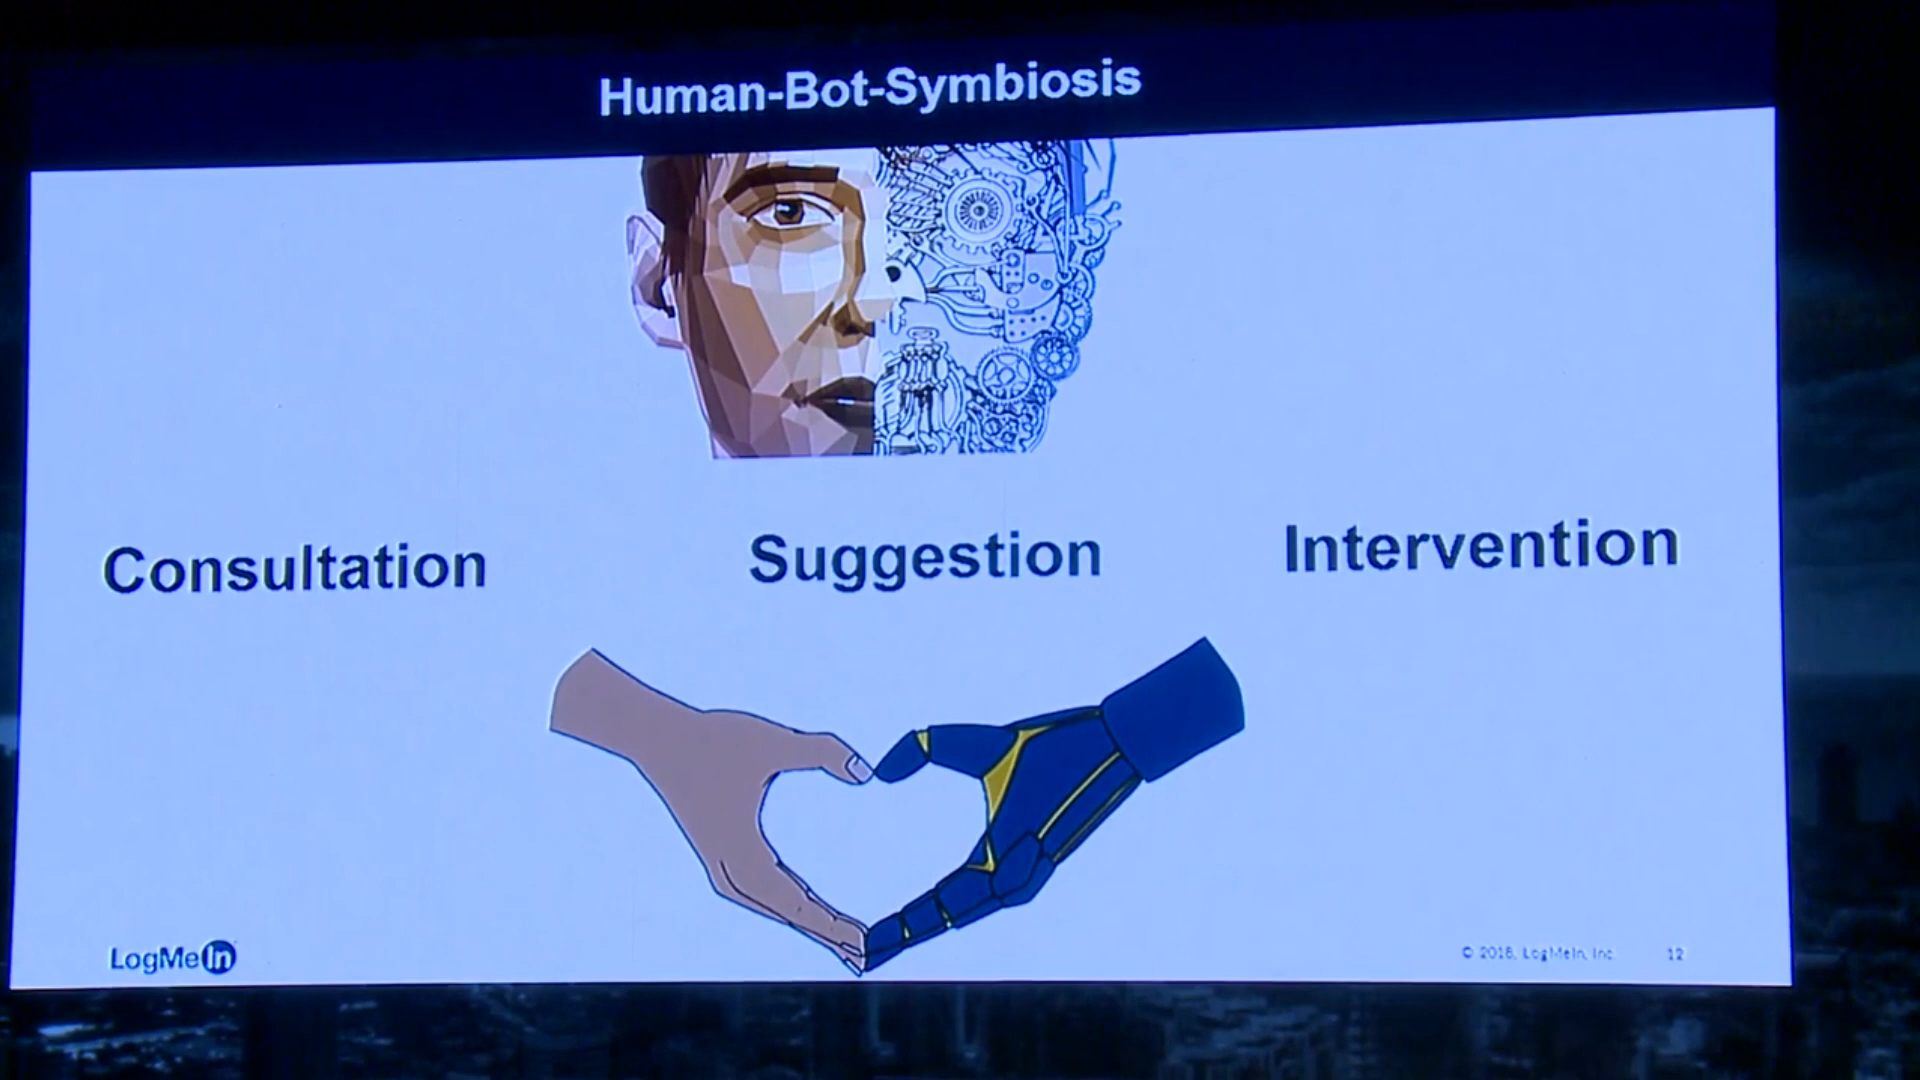 Human-Bot-Symbiosis
Consultation
Suggestion
Intervention
LogMeIn
© 2018, LogMeIn, Inc.
12